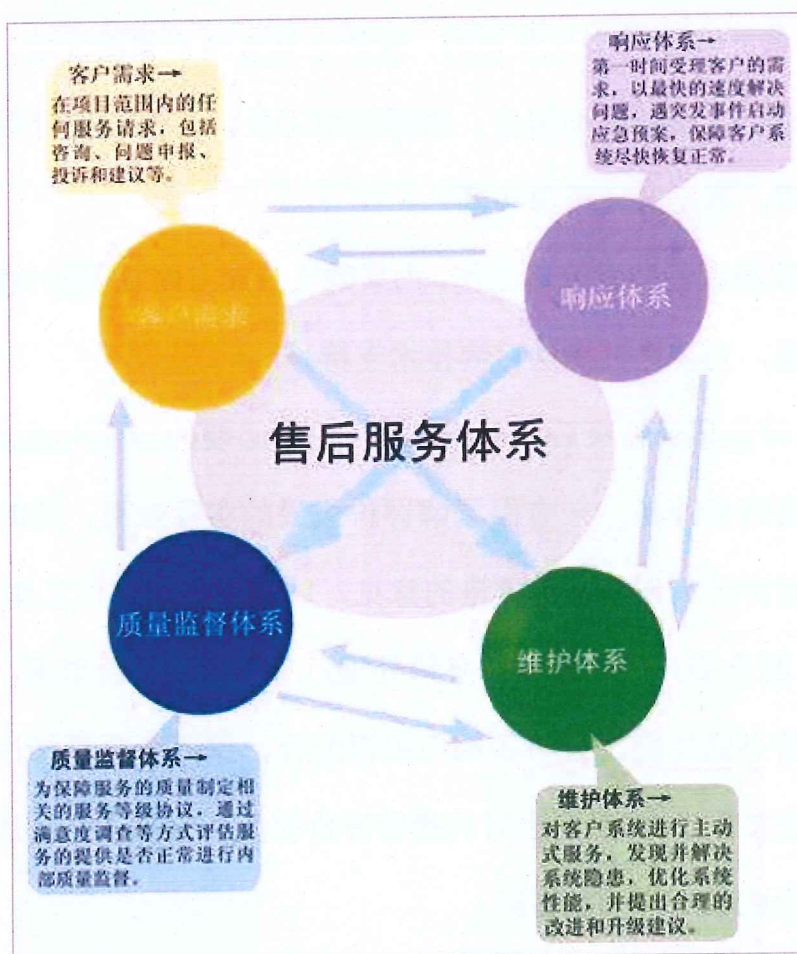 客户需求→
在项目范围内的任
何服务请求，包括
咨询、问题申报、
投诉和建议等。
响应体系→
第一时间受理客户的需
求，以最快的速度解决
问题，遇突发事件启动
应急预案，保障客户系
统尽快恢复正常。
客户需求
响应体系
售后服务体系
质量监督体系
维护体系
质量监督体系→
为保障服务的质量制定相
关的服务等级协议，通过
满意度调查等方式评估服
务的提供是否正常进行内
部质量监督。
维护体系→
对客户系统进行主动
式服务，发现并解决
系统隐患，优化系统
性能，并提出合理的
改进和升级建议。